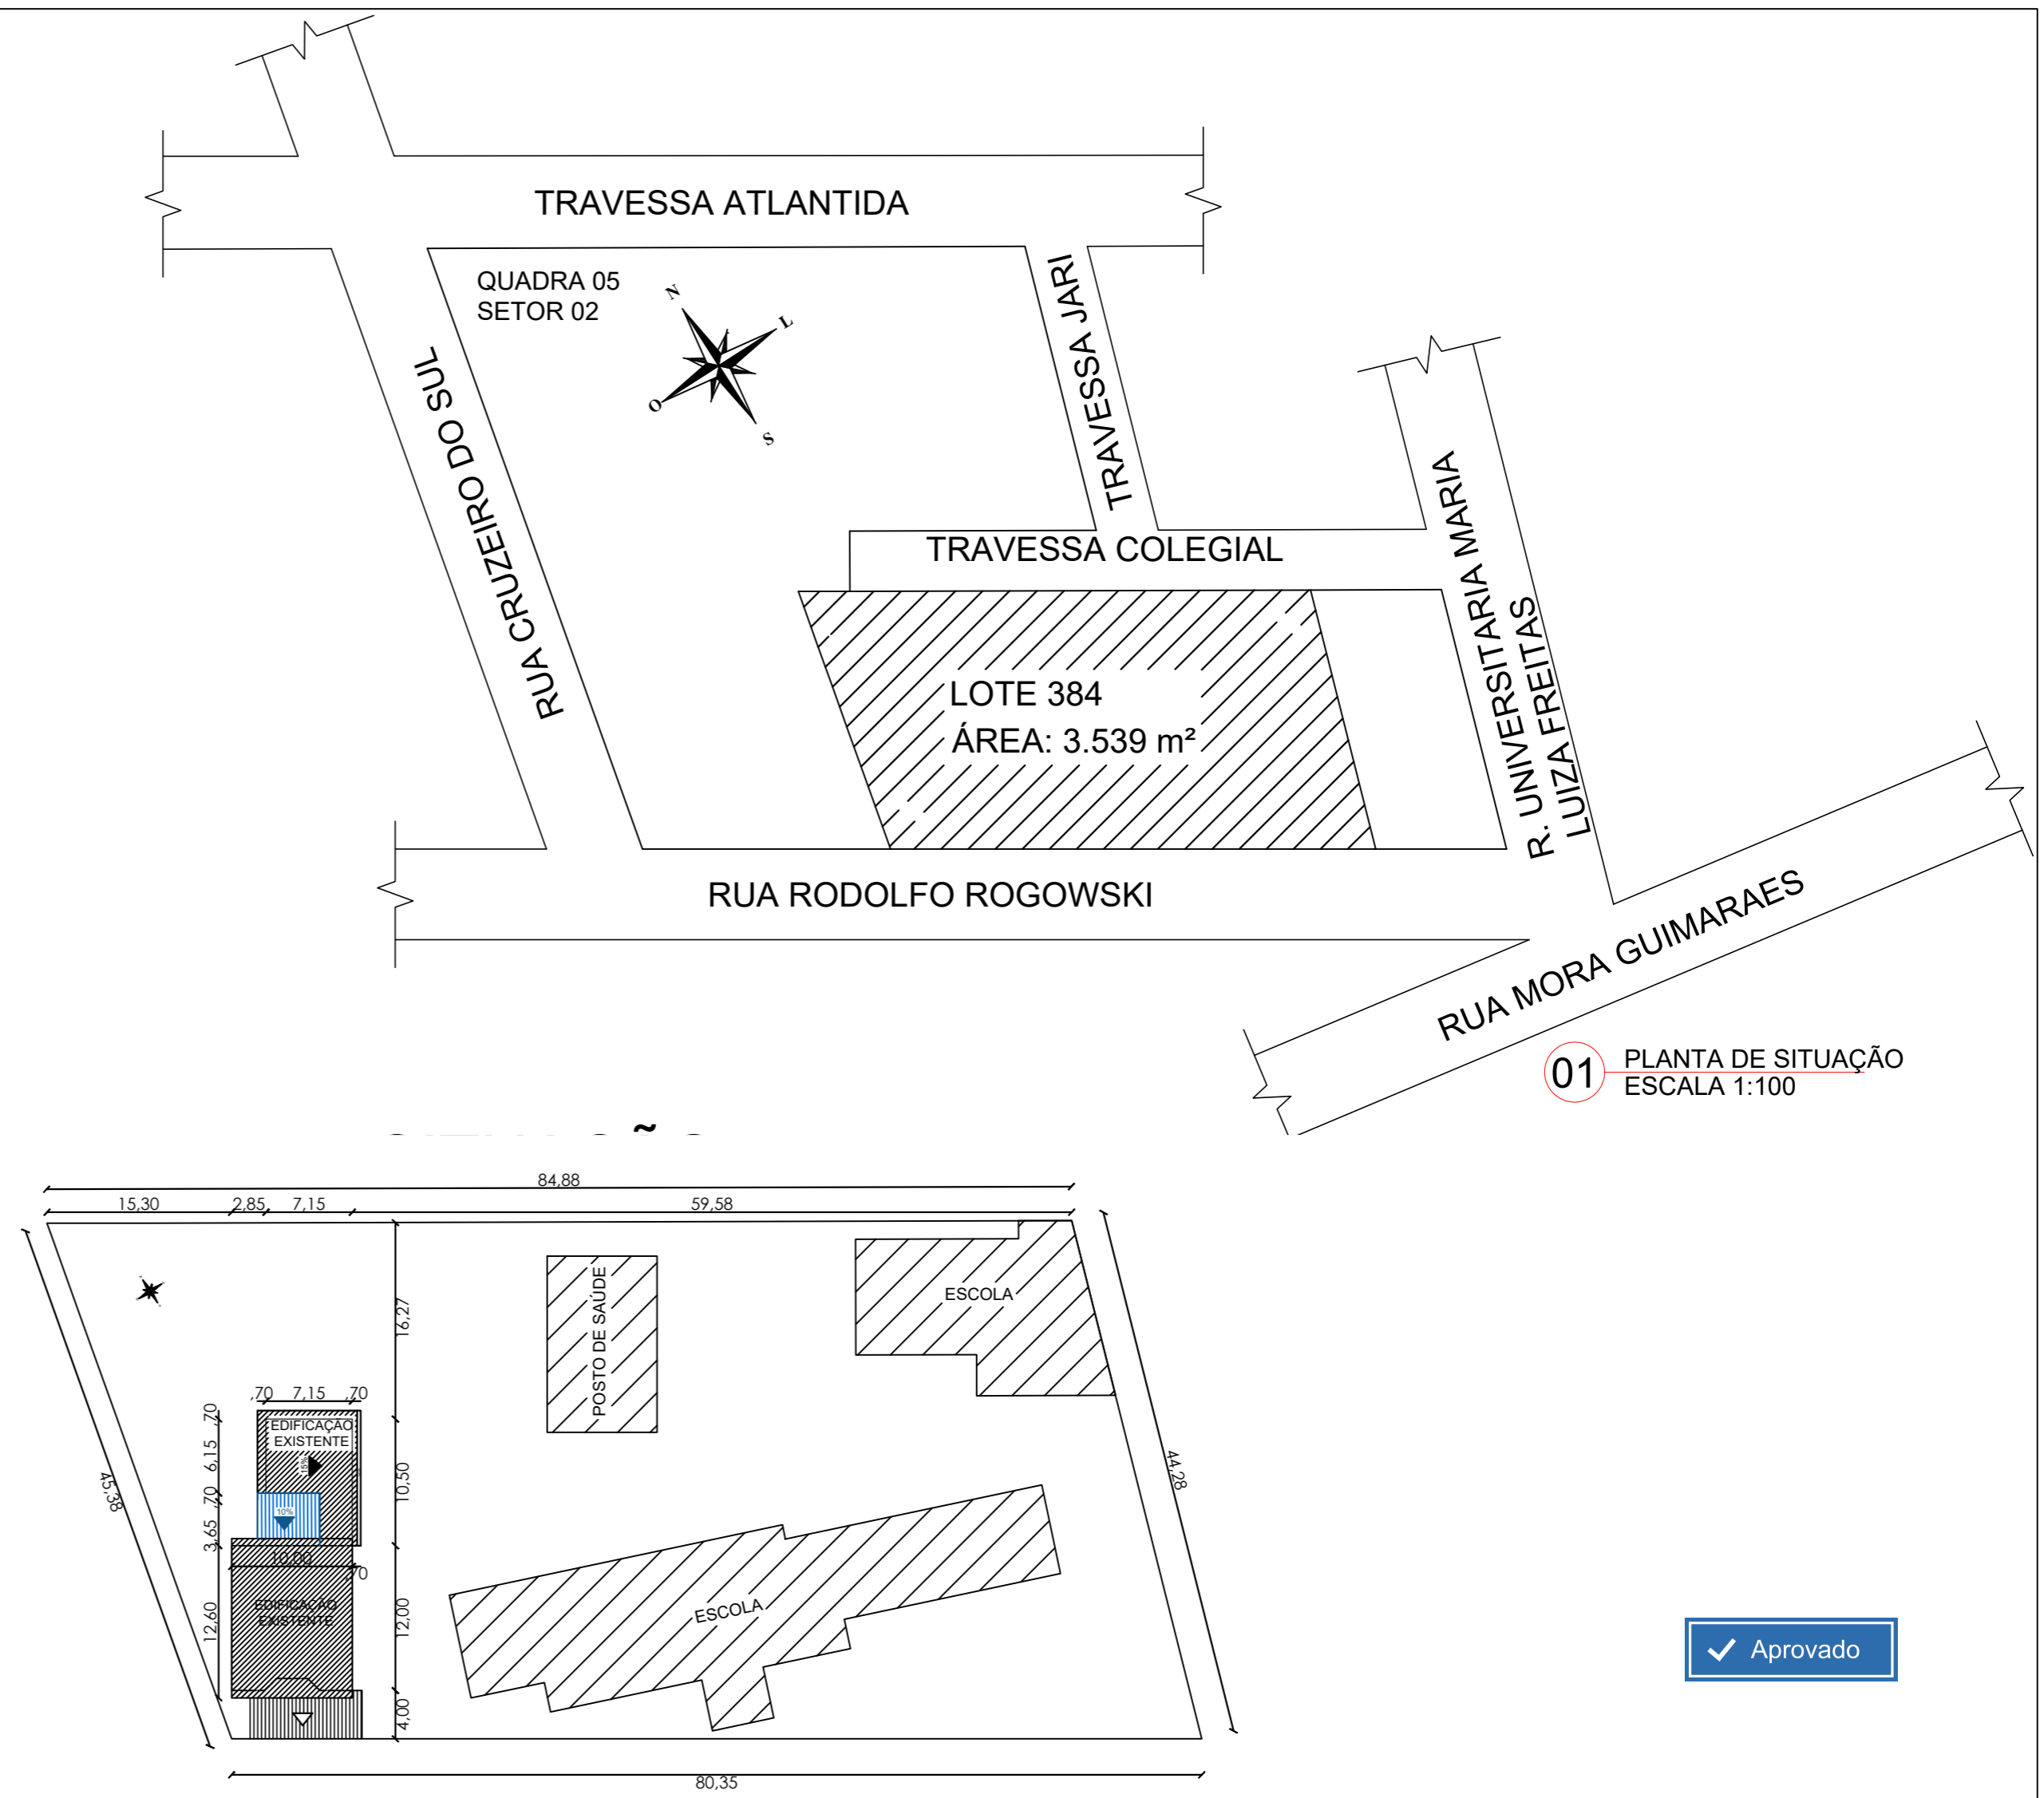 TRAVESSA ATLANTIDA
QUADRA 05
SETOR 02
N
L
O
S
TRAVESSA JARI
RUA CRUZEIRO DO SUL
TRAVESSA COLEGIAL
R. UNIVERSITARIA MARIA
LUIZA FREITAS
LOTE 384
ÁREA: 3.539 m²
RUA RODOLFO ROGOWSKI
RUA MORA GUIMARAES
01
PLANTA DE SITUAÇÃO
ESCALA 1:100
84,88
15,30
2,85
7,15
59,58
16,27
POSTO DE SAÚDE
ESCOLA
,70
7,15
,70
EDIFICAÇÃO
EXISTENTE
15%
,70
6,15
,70
3,65
12,60
10%
10,00
,70
EDIFICAÇÃO
EXISTENTE
10,50
12,00
4,00
45,38
44,28
ESCOLA
80,35
Aprovado